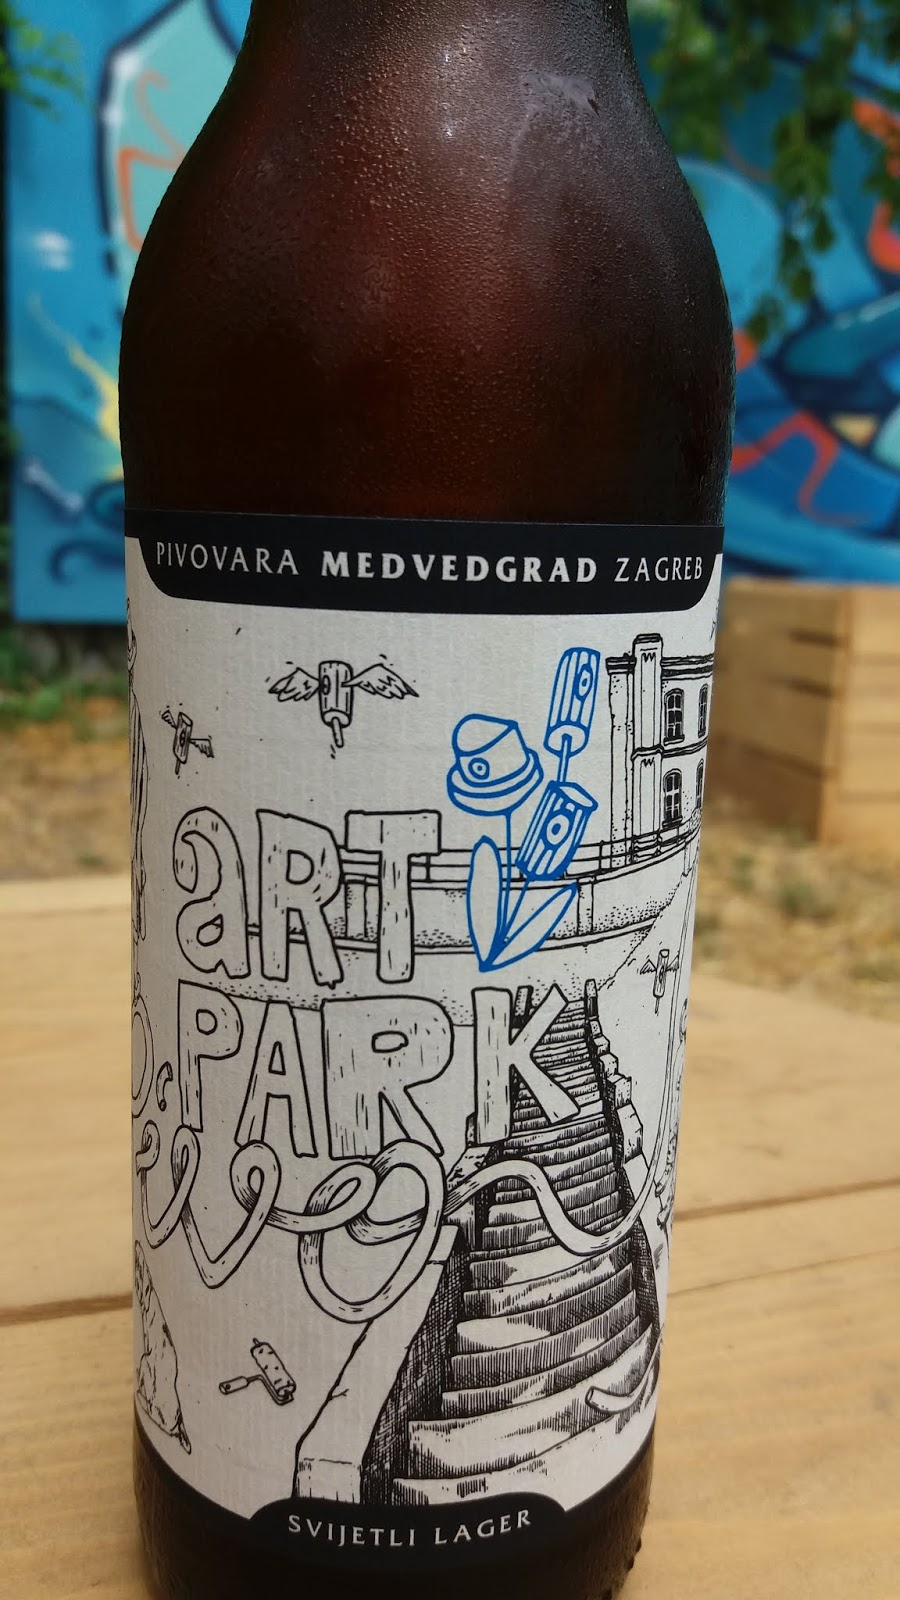 PIVOVARA MEDVEDGRAD ZAGREB
aRT
PARK
SVIJETLI LAGER